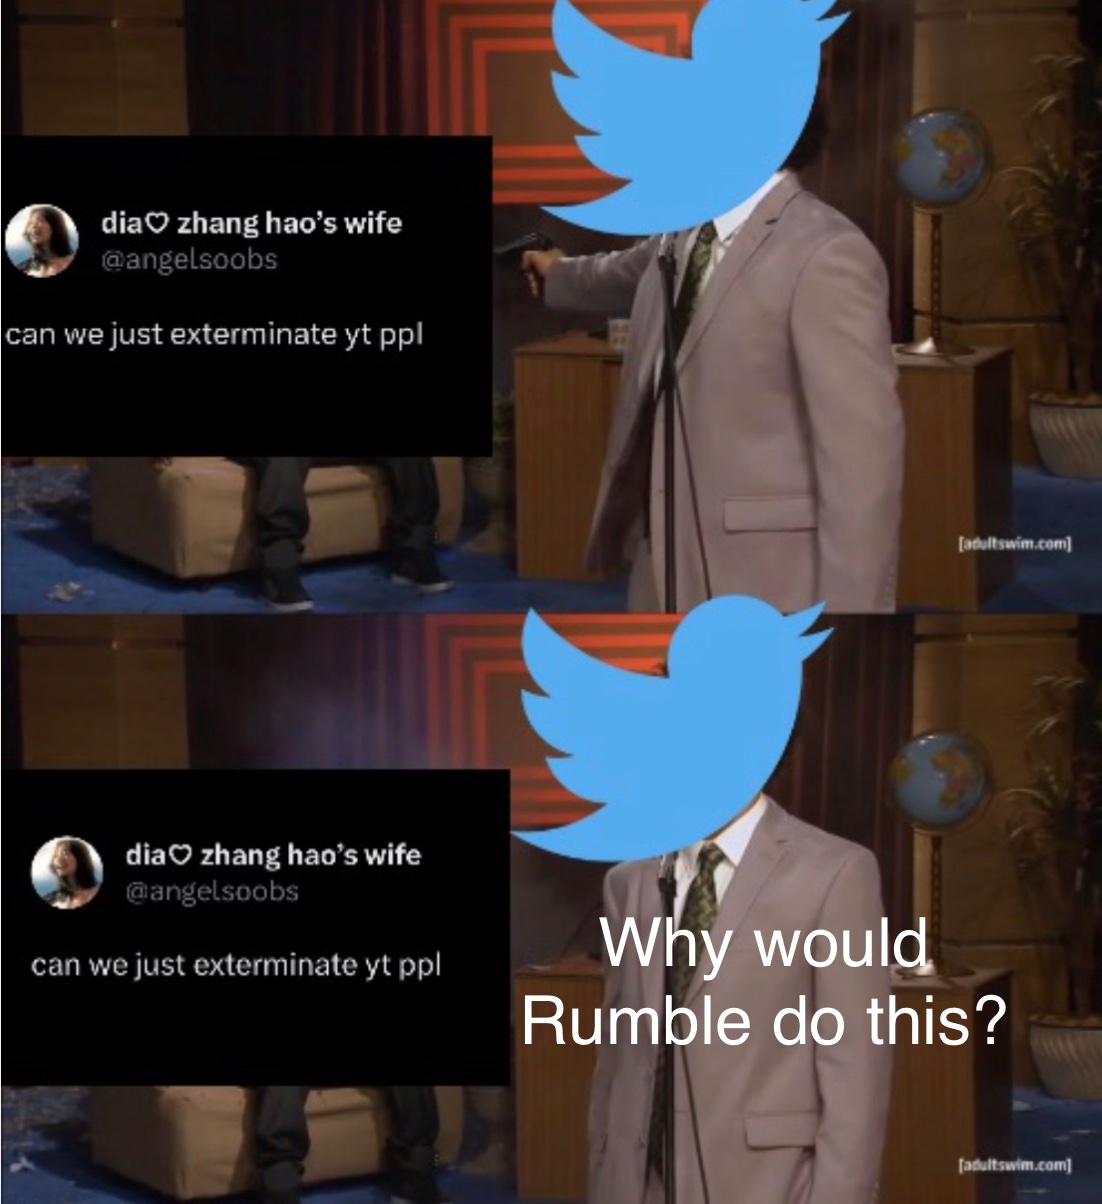 dia♡ zhang hao's wife
@angelsoobs
can we just exterminate yt ppl
[adultswim.com]
dia♡ zhang hao's wife
@angelsoobs
can we just exterminate yt ppl
Why would
Rumble do this?
[adultswim.com]